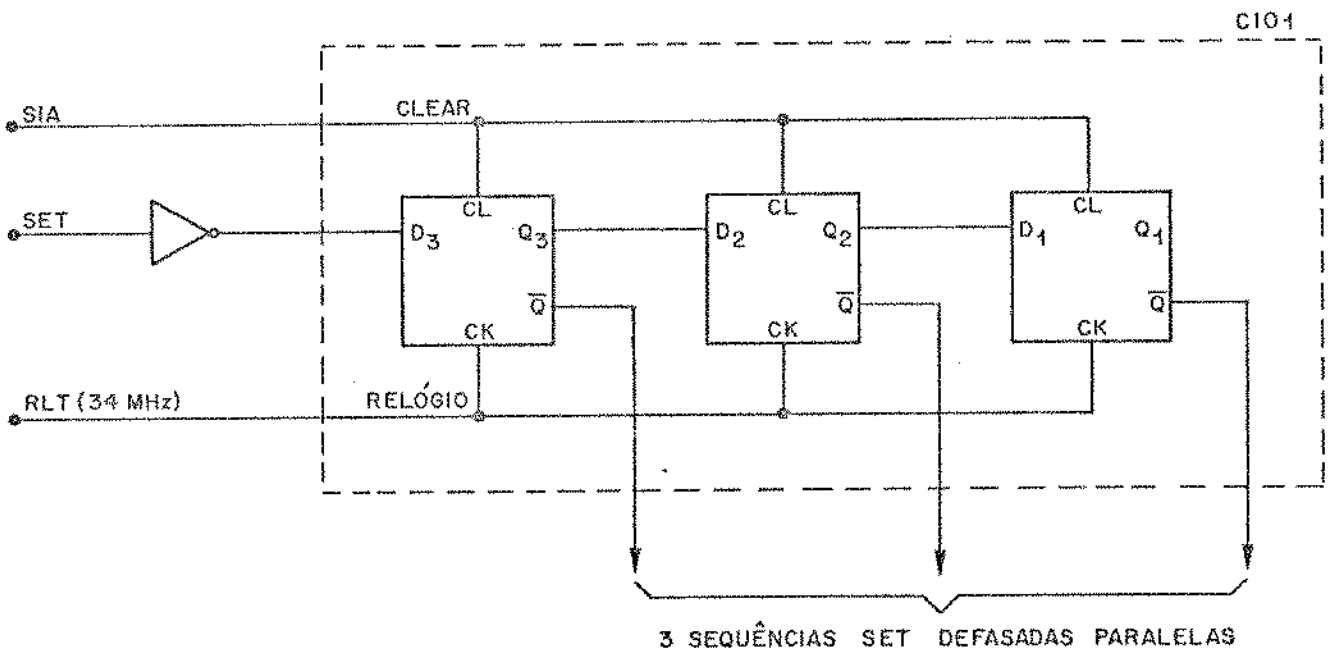 CI01
SIA
CLEAR
CL
CL
CL
SET
D3
Q3
D2
Q2
D1
Q1
Q̅
Q̅
Q̅
CK
CK
CK
RLT (34 MHz)
RELÓGIO
3 SEQUÊNCIAS SET DEFASADAS PARALELAS